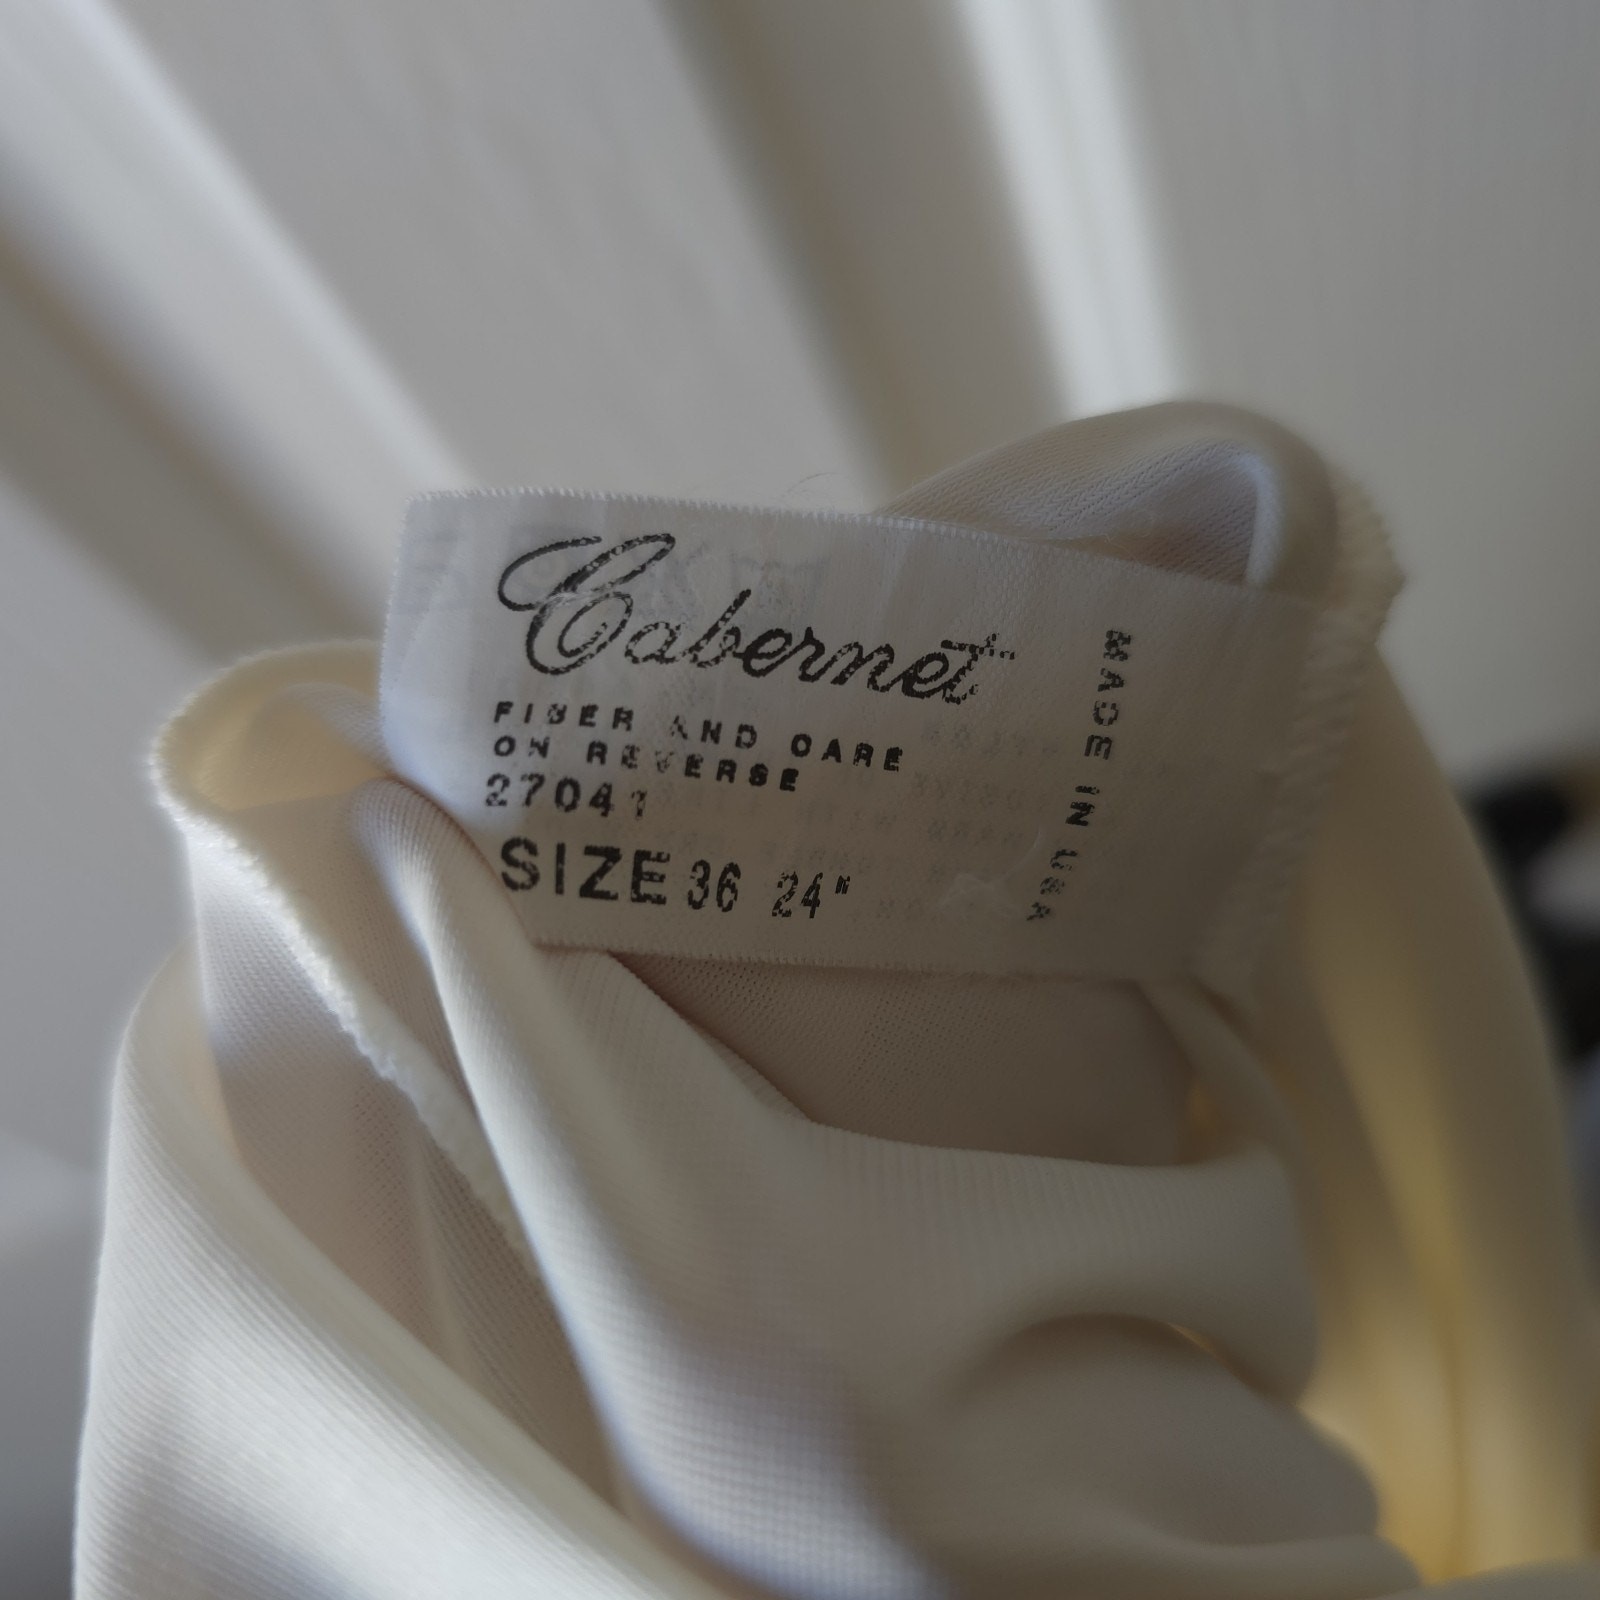 Cabernet
FIBER AND CARE
ON REVERSE
27041
SIZE 36 24"
MADE IN USA